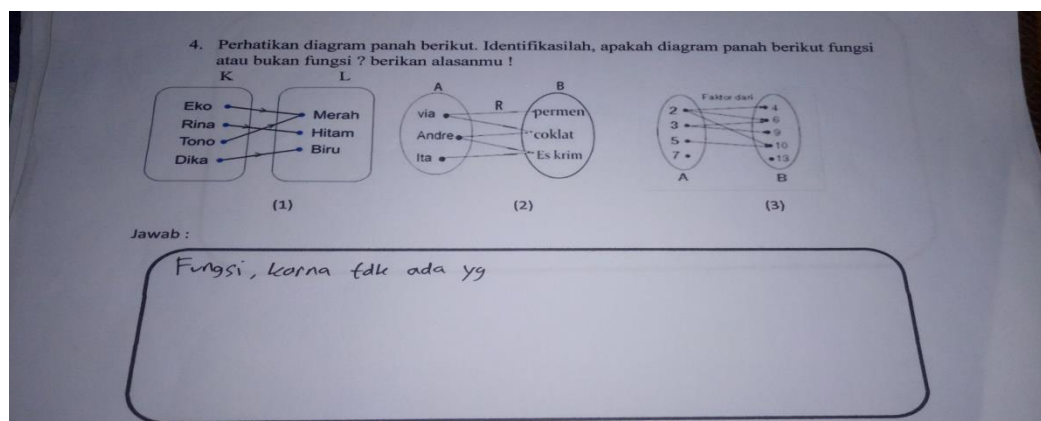 4. Perhatikan diagram panah berikut. Identifikasilah, apakah diagram panah berikut fungsi
atau bukan fungsi ? berikan alasanmu !
K L
Eko
Rina
Tono
Dika
Merah
Hitam
Biru
(1)
A B
R
via
Andre
Ita
permen
coklat
Es krim
(2)
Faktor dari
2
3
5
7
4
6
9
10
13
A B
(3)
Jawab :
Fungsi, karna tdk ada yg